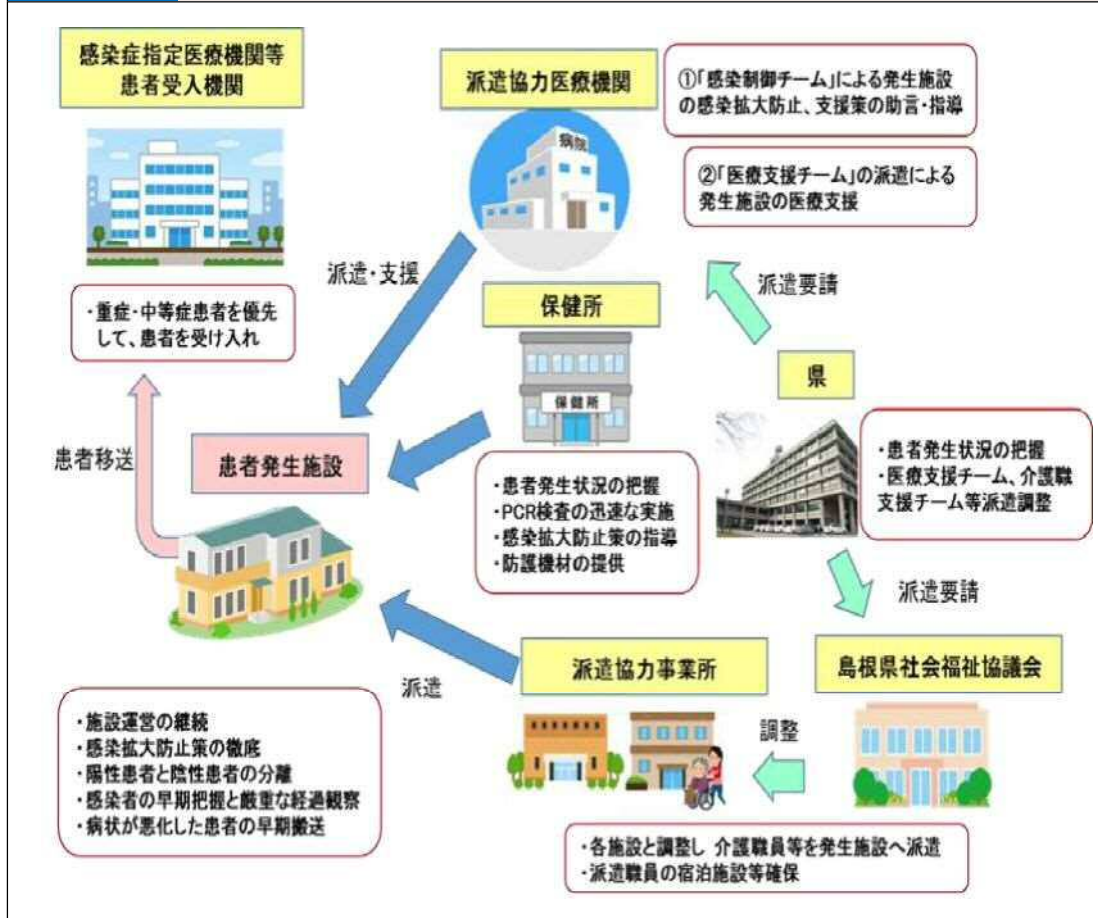 感染症指定医療機関等
患者受入機関
派遣協力医療機関
①「感染制御チーム」による発生施設
の感染拡大防止、支援策の助言・指導
病院
②「医療支援チーム」の派遣による
発生施設の医療支援
派遣・支援
派遣要請
・重症・中等症患者を優先
して、患者を受け入れ
保健所
保健所
県
患者移送
患者発生施設
・患者発生状況の把握
・医療支援チーム、介護職
支援チーム等派遣調整
・患者発生状況の把握
・PCR検査の迅速な実施
・感染拡大防止策の指導
・防護機材の提供
派遣要請
派遣
派遣協力事業所
島根県社会福祉協議会
・施設運営の継続
・感染拡大防止策の徹底
・陽性患者と陰性患者の分離
・感染者の早期把握と厳重な経過観察
・病状が悪化した患者の早期搬送
調整
・各施設と調整し 介護職員等を発生施設へ派遣
・派遣職員の宿泊施設等確保